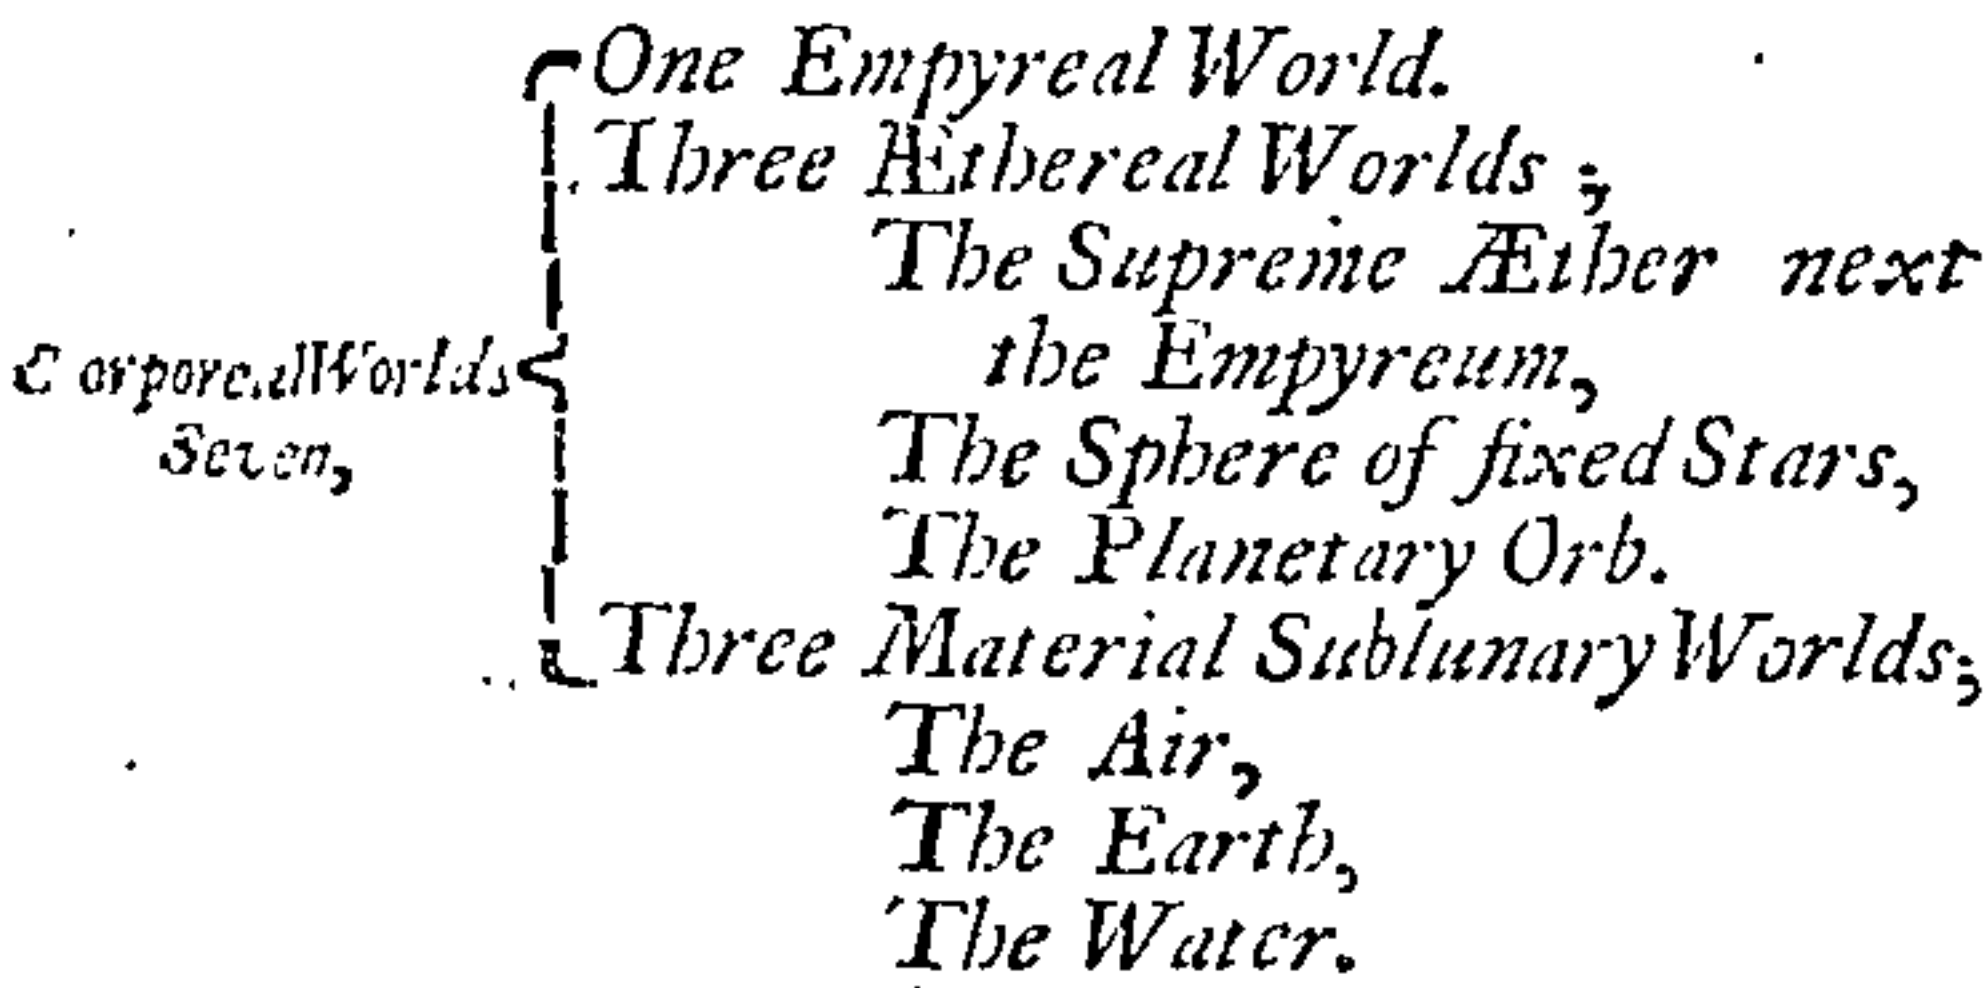 Corporeal Worlds
Seven,
One Empyreal World.
Three Æthereal Worlds;
The Supreme Æther next
the Empyreum,
The Sphere of fixed Stars,
The Planetary Orb.
Three Material Sublunary Worlds;
The Air,
The Earth,
The Water.